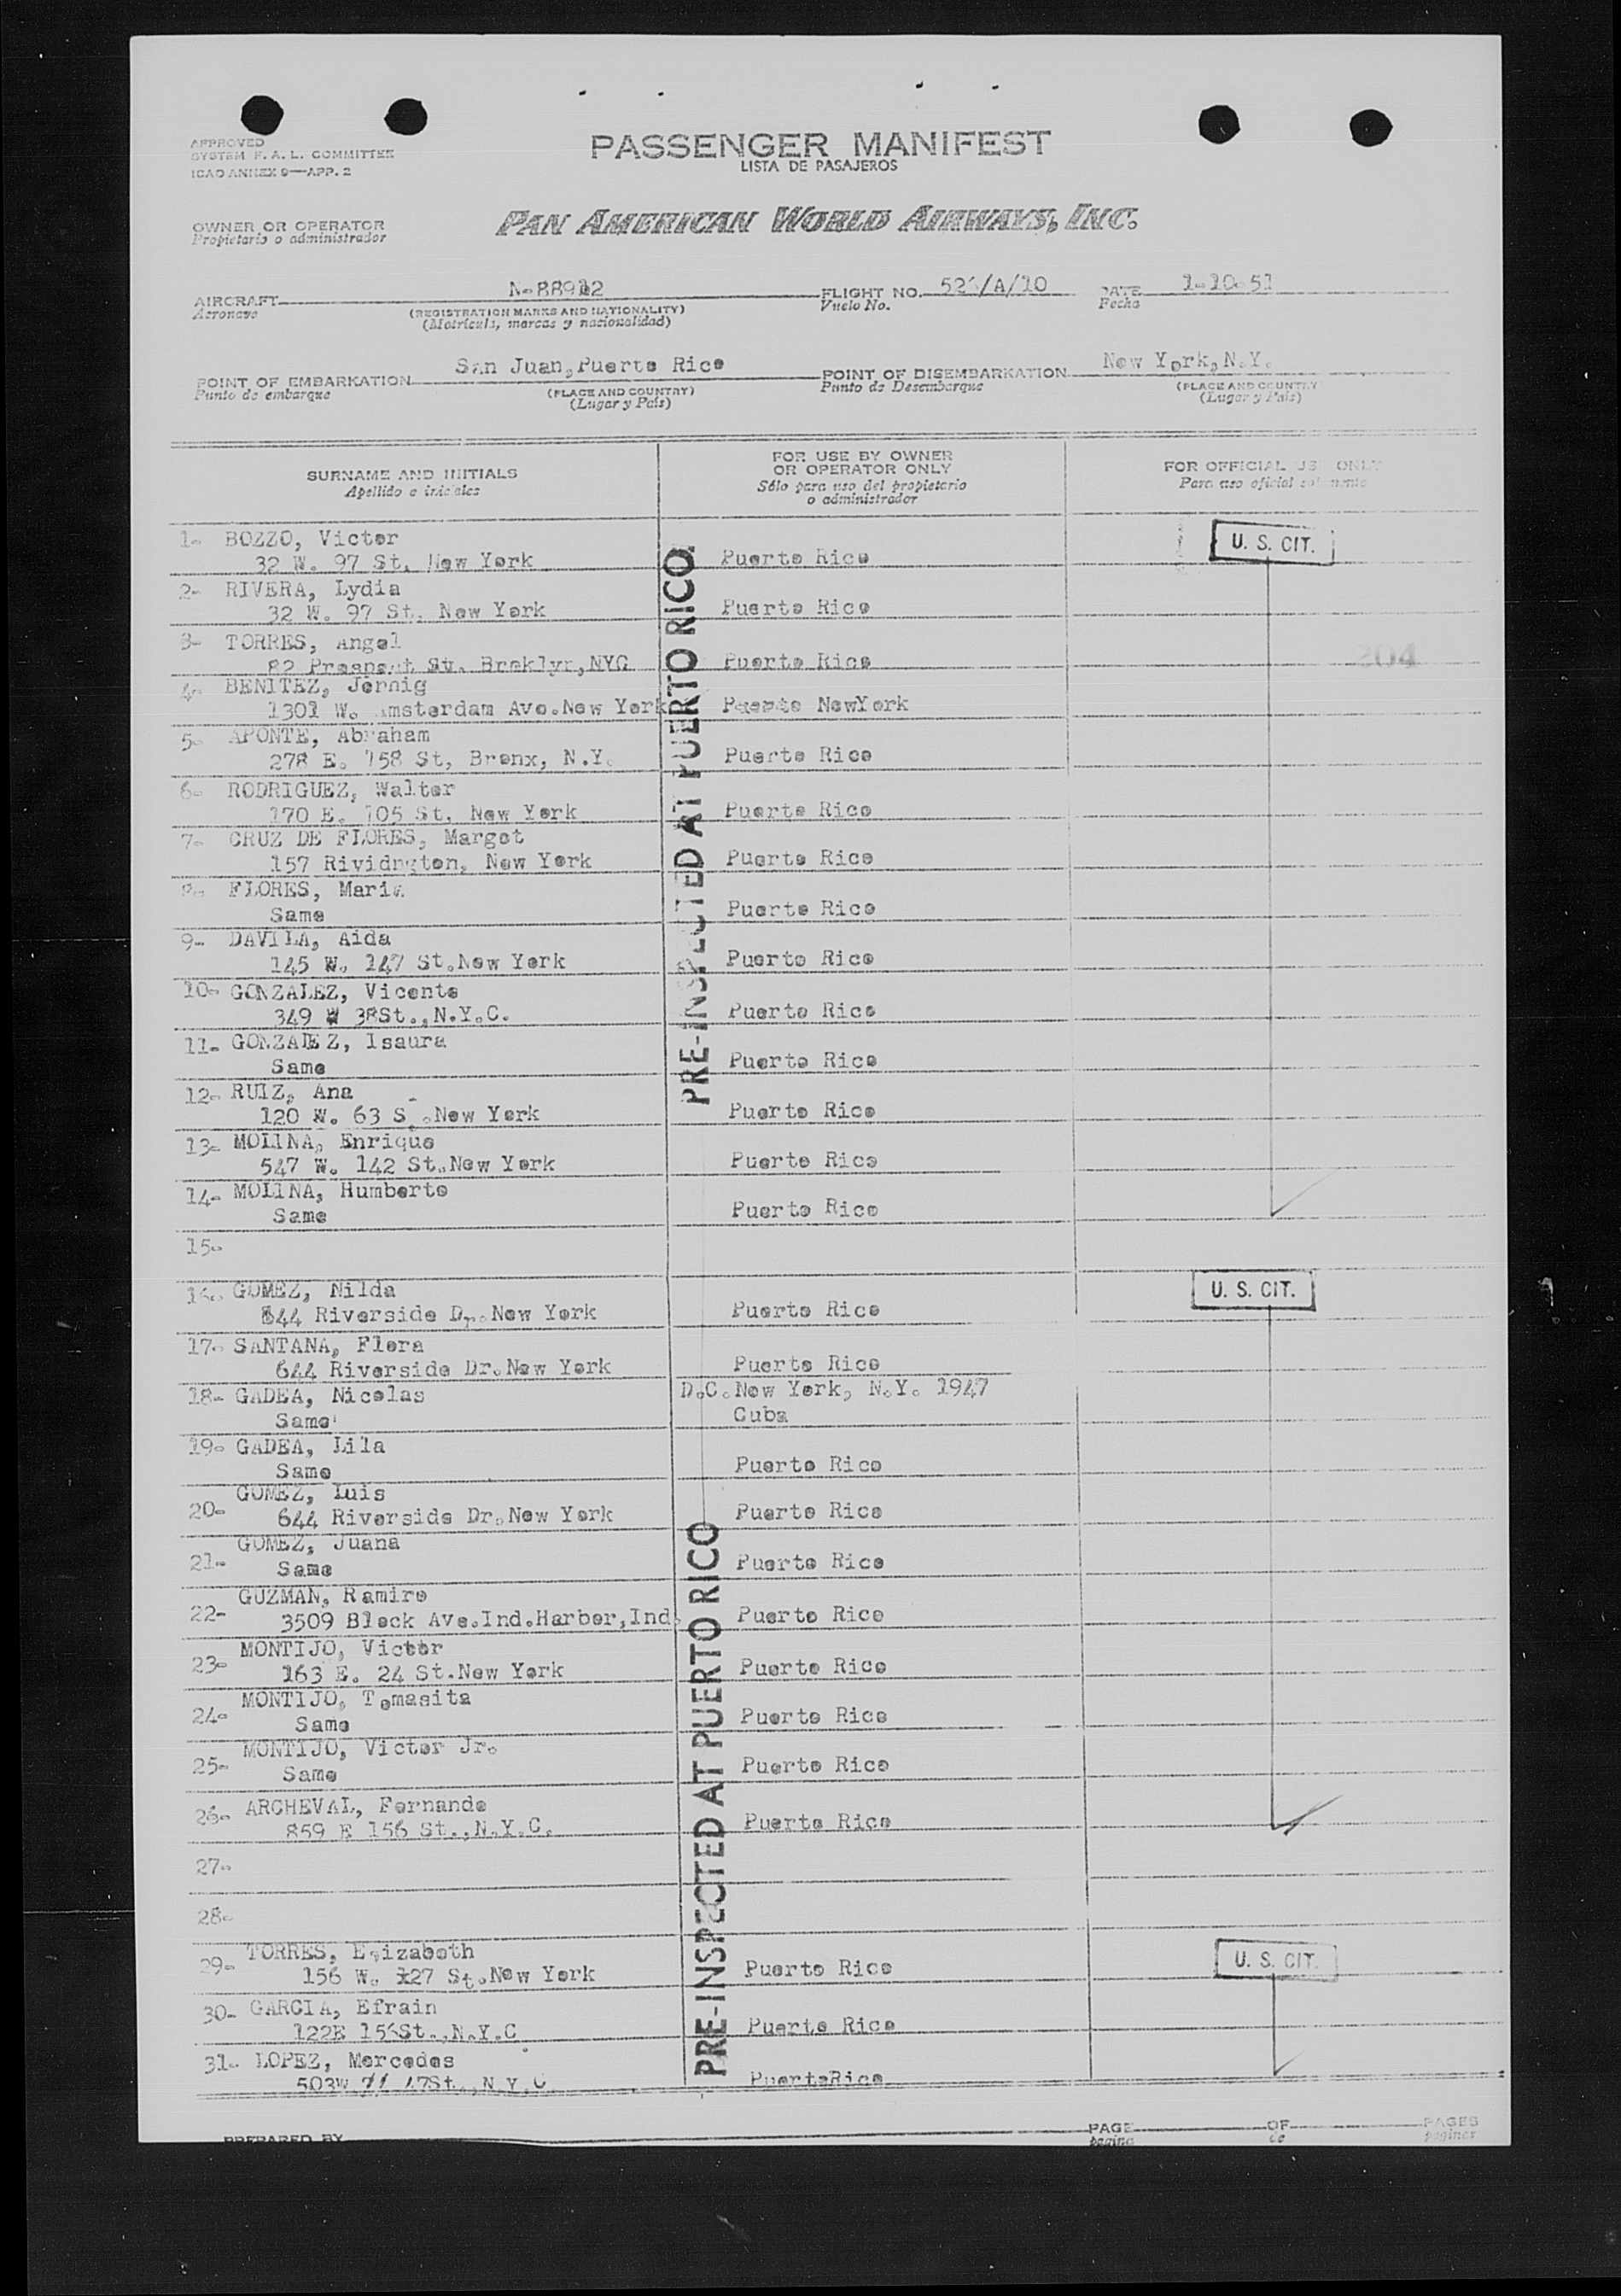 APPROVED
SYSTEM F. A. L. COMMITTEE
ICAO ANNEX 9—APP. 2
PASSENGER MANIFEST
LISTA DE PASAJEROS
OWNER OR OPERATOR
Propietario o administrador
PAN AMERICAN WORLD AIRWAYS, INC.
AIRCRAFT
Aeronave
(REGISTRATION MARKS AND NATIONALITY)
(Matrícula, marcas y nacionalidad)
FLIGHT NO.
Vuelo No.
DATE 1-10-51
Fecha
POINT OF EMBARKATION San Juan, Puerto Rico
Punto de embarque
(PLACE AND COUNTRY)
(Lugar y País)
POINT OF DISEMBARKATION New York, N.Y.
Punto de Desembarque
(PLACE AND COUNTRY
(Lugar y País)
SURNAME AND INITIALS
Apellido e iniciales
FOR USE BY OWNER
OR OPERATOR ONLY
Sólo para uso del propietario
o administrador
FOR OFFICIAL USE ONLY
Para uso oficial solamente
PRE-INSPECTED AT PUERTO RICO
204
1- BOZZO, Victor
32 W. 97 St. New York Puerto Rico U. S. CIT.
2- RIVERA, Lydia
32 W. 97 St. New York Puerto Rico
3- TORRES, Angel
82 Prospect St. Broklyn, NYC Puerto Rico
4- BENITEZ,
1301 W. Amsterdam Ave. New York NewYork
5- APONTE, Abraham
278 E. 158 St, Bronx, N.Y. Puerto Rico
6- RODRIGUEZ, Walter
170 E. 105 St. New York Puerto Rico
7- CRUZ DE FLORES, Margot
157 New York Puerto Rico
8- FLORES, Maria
Same Puerto Rico
9- DAVILA, Aida
145 W. 147 St. New York Puerto Rico
10- GONZALEZ, Vicente
349 W 38St., N.Y.C. Puerto Rico
11- GONZALEZ, Isaura
Same Puerto Rico
12- RUIZ, Ana
120 W. 63 S . New York Puerto Rico
13- MOLINA, Enrique
547 W. 142 St. New York Puerto Rico
14- MOLINA, Humberto
Same Puerto Rico
15-
16- GOMEZ, Nilda
644 Riverside Dr. New York Puerto Rico U. S. CIT.
17- SANTANA, Flora
644 Riverside Dr. New York Puerto Rico
18- GADEA, Nicolas D.C. New York, N.Y. 1947
Same Cuba
19- GADEA, Lila
Same Puerto Rico
GOMEZ, Luis
20- 644 Riverside Dr. New York Puerto Rico
GOMEZ, Juana
21- Same Puerto Rico
GUZMAN, Ramiro
22- 3509 Block Ave. Ind. Harbor, Ind. Puerto Rico
MONTIJO, Victor
23- 163 E. 24 St. New York Puerto Rico
MONTIJO, Tomasita
24- Same Puerto Rico
MONTIJO, Victor Jr.
25- Same Puerto Rico
26- ARCHEVAL, Fernando
859 E 156 St., N.Y.C. Puerto Rico
27-
28-
PRE-INSPECTED AT PUERTO RICO
TORRES, Elizabeth
29- 156 W. 127 St. New York Puerto Rico U. S. CIT.
30- GARCIA, Efrain
122E N.Y.C Puerto Rico
31- LOPEZ, Mercedes
503W N.Y.C PuertoRico
PREPARED BY
PAGE OF PAGES
pagina de paginas